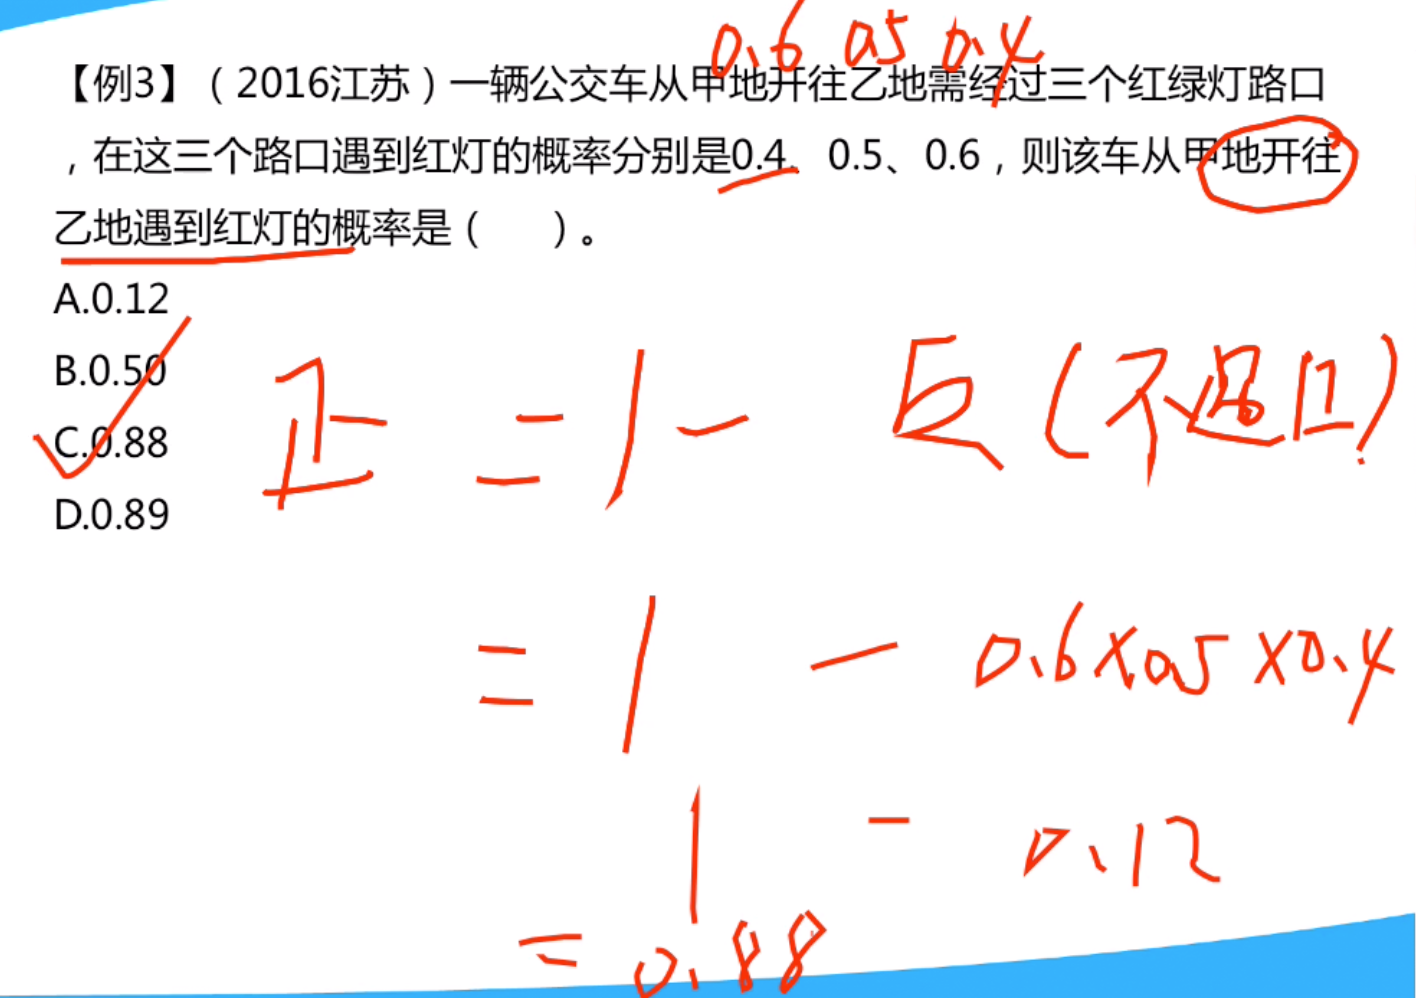 0.6 0.5 0.4
【例3】（2016江苏）一辆公交车从甲地开往乙地需经过三个红绿灯路口
，在这三个路口遇到红灯的概率分别是0.4、0.5、0.6，则该车从甲地开往
乙地遇到红灯的概率是（ ）。
A.0.12
B.0.50
C.0.88
D.0.89
正 = 1 - 反(不遇红)
= 1 - 0.6×0.5×0.4
1 - 0.12
= 0.88